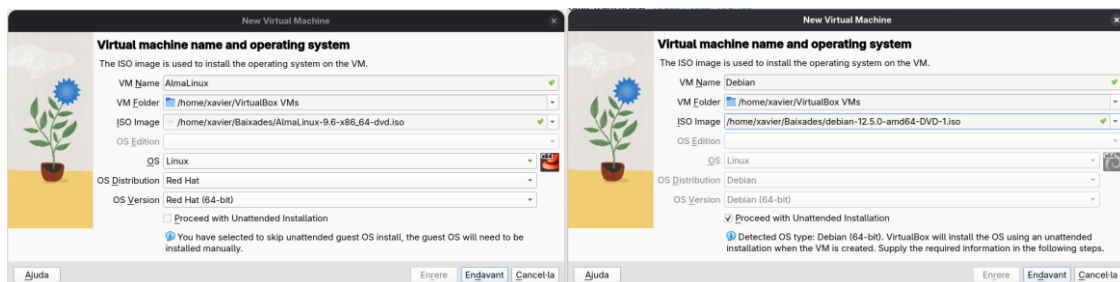 New Virtual Machine
Virtual machine name and operating system
The ISO image is used to install the operating system on the VM.
VM Name AlmaLinux
VM Folder /home/xavier/VirtualBox VMs
ISO Image /home/xavier/Baixades/AlmaLinux-9.6-x86_64-dvd.iso
OS Edition
OS Linux
OS Distribution Red Hat
OS Version Red Hat (64-bit)
Proceed with Unattended Installation
You have selected to skip unattended guest OS install, the guest OS will need to be
installed manually.
Ajuda Enrere Endavant Cancel·la
New Virtual Machine
Virtual machine name and operating system
The ISO image is used to install the operating system on the VM.
VM Name Debian
VM Folder /home/xavier/VirtualBox VMs
ISO Image /home/xavier/Baixades/debian-12.5.0-amd64-DVD-1.iso
OS Edition
OS Linux
OS Distribution Debian
OS Version Debian (64-bit)
Proceed with Unattended Installation
Detected OS type: Debian (64-bit). VirtualBox will install the OS using an unattended
installation when the VM is created. Supply the required information in the following steps.
Ajuda Enrere Endavant Cancel·la